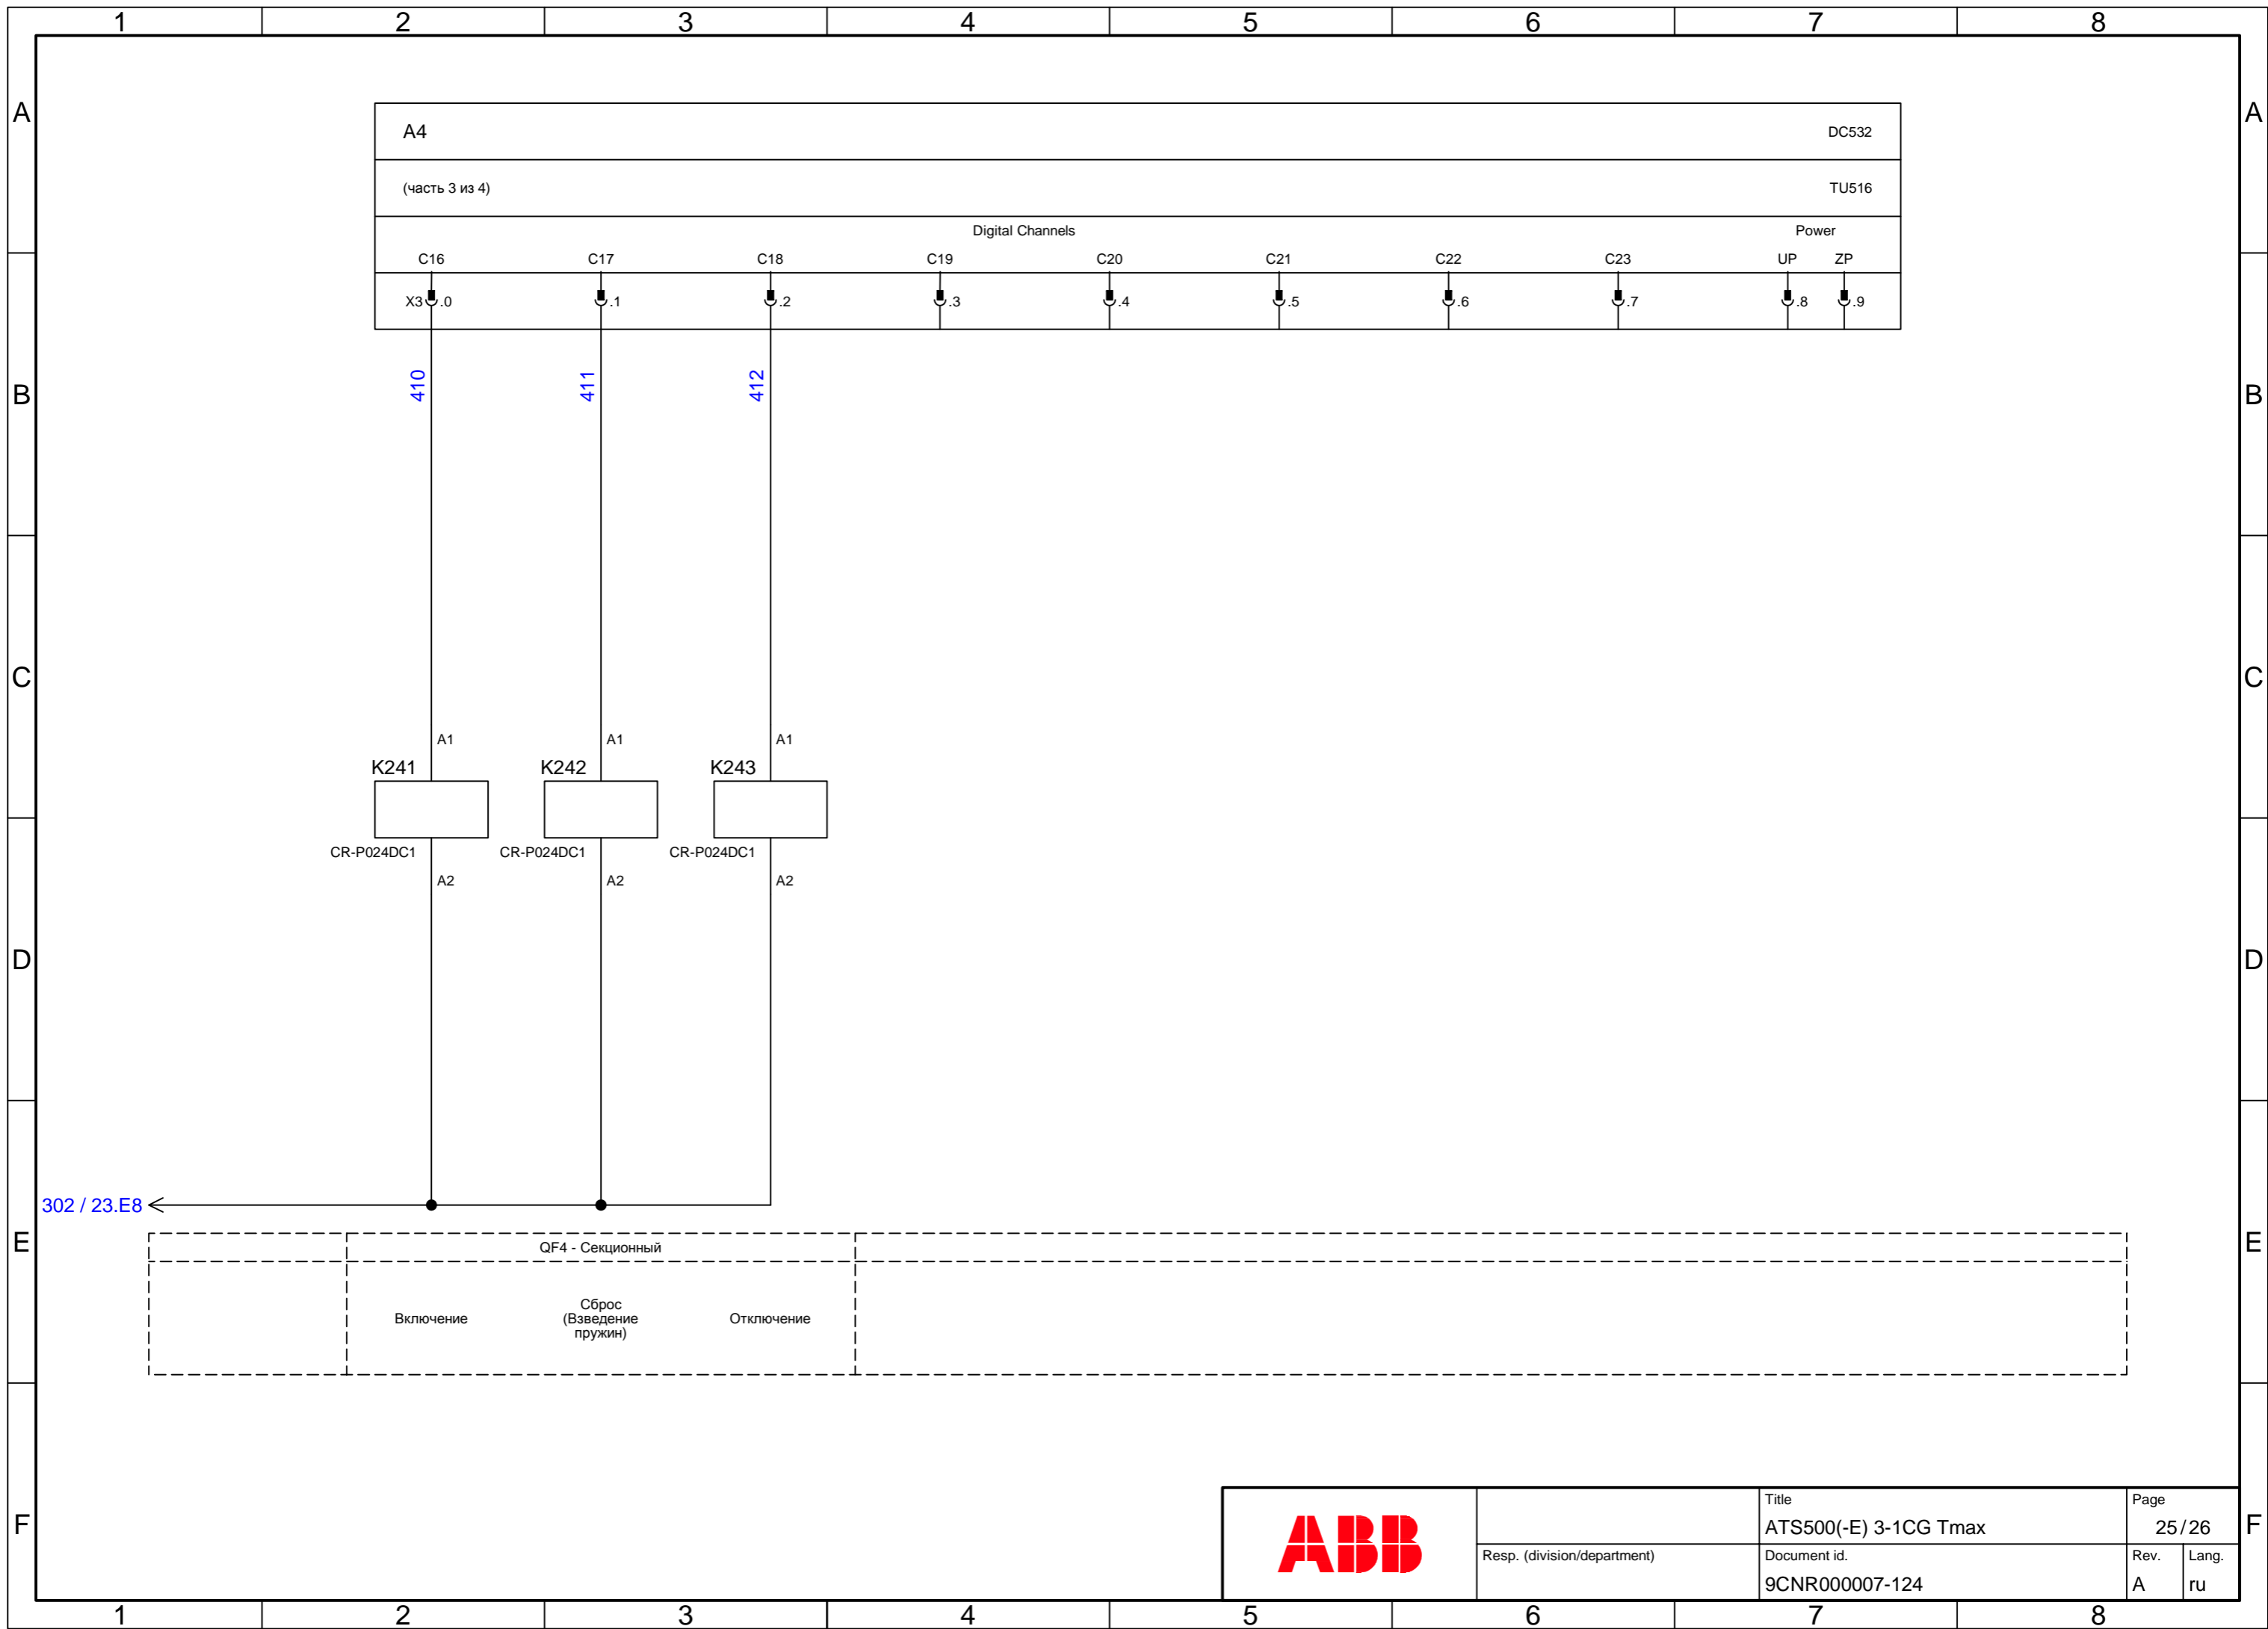 1 2 3 4 5 6 7 8
A A
A4 DC532
(часть 3 из 4) TU516
Digital Channels Power
C16 C17 C18 C19 C20 C21 C22 C23 UP ZP
X3 .0 .1 .2 .3 .4 .5 .6 .7 .8 .9
410 411 412
B B
C C
A1 A1 A1
K241 K242 K243
CR-P024DC1 CR-P024DC1 CR-P024DC1
A2 A2 A2
D D
302 / 23.E8
E E
QF4 - Секционный
Включение
Сброс
(Взведение
пружин)
Отключение
F F
ABB
Title
ATS500(-E) 3-1CG Tmax
Page
25/26
Resp. (division/department)
Document id.
9CNR000007-124
Rev.
A
Lang.
ru
1 2 3 4 5 6 7 8